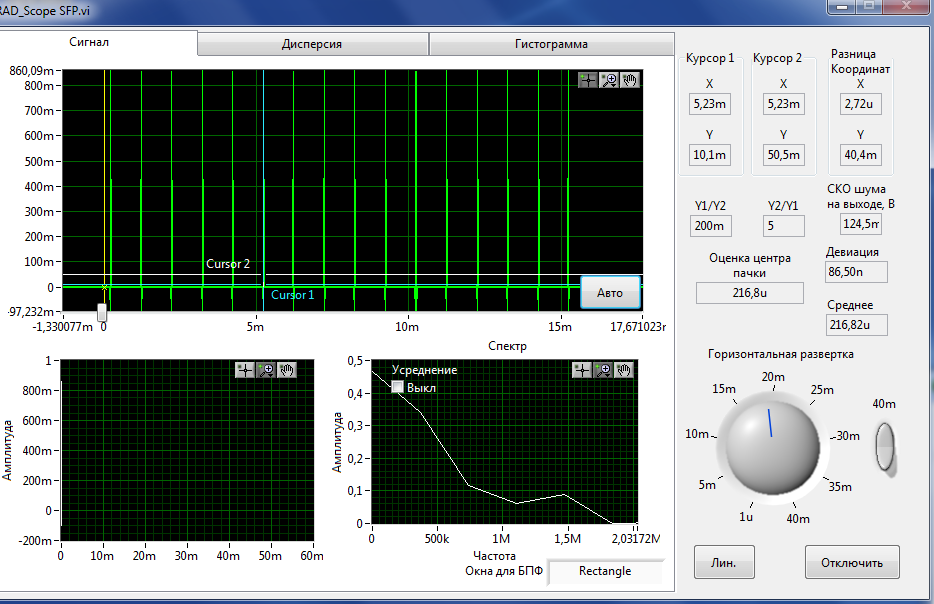 RAD_Scope SFP.vi
Сигнал
Дисперсия
Гистограмма
860,09m
800m
700m
600m
500m
400m
300m
200m
100m
0
-97,232m
Cursor 2
Cursor 1
Авто
-1,330077m
0
5m
10m
15m
17,671023m
Курсор 1
X
5,23m
Y
10,1m
Курсор 2
X
5,23m
Y
50,5m
Разница
Координат
X
2,72u
Y
40,4m
Y1/Y2
200m
Y2/Y1
5
СКО шума
на выходе, В
124,5m
Оценка центра
пачки
216,8u
Девиация
86,50n
Среднее
216,82u
Горизонтальная развертка
1u
5m
10m
15m
20m
25m
30m
35m
40m
40m
Лин.
Отключить
Амплитуда
1
800m
600m
400m
200m
0
-200m
0
10m
20m
30m
40m
50m
60m
Спектр
Усреднение
Выкл
Амплитуда
0,5
0,4
0,3
0,2
0,1
0
0
500k
1M
1,5M
2,03172M
Частота
Окна для БПФ
Rectangle